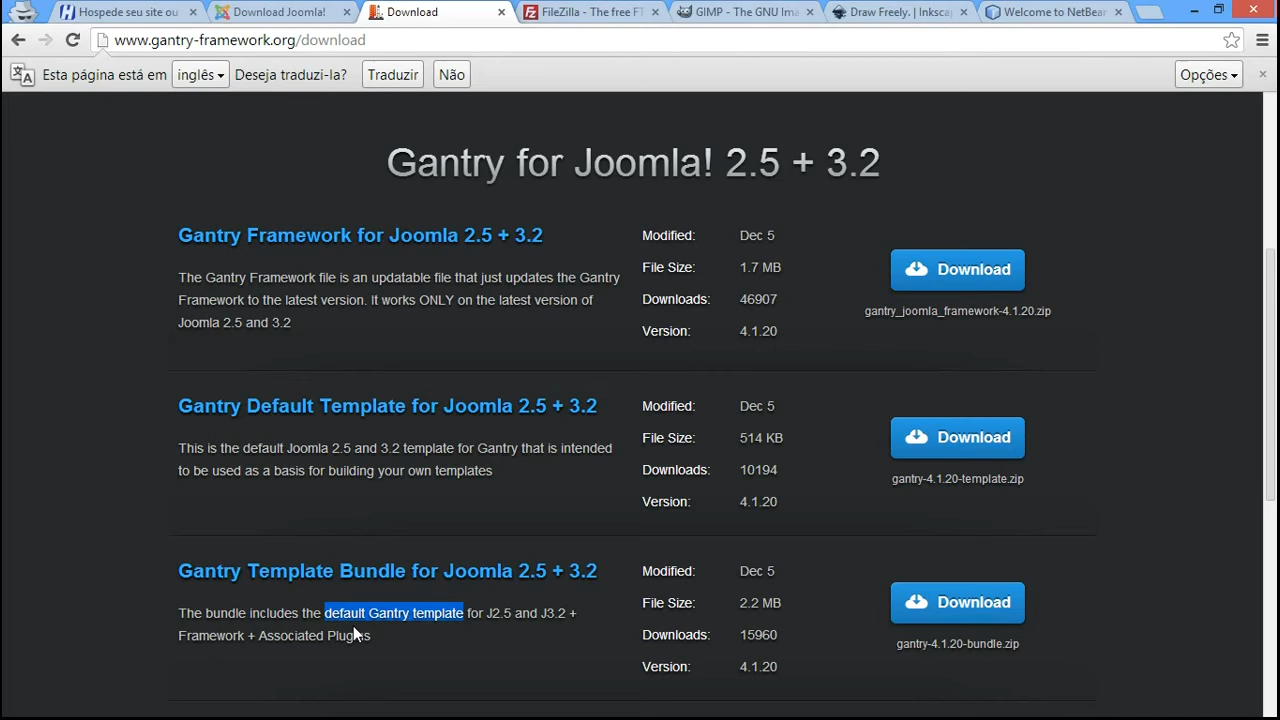 Hospede seu site ou
Download Joomla!
Download
FileZilla - The free FT
GIMP - The GNU Ima
Draw Freely. | Inksca
Welcome to NetBear
www.gantry-framework.org/download
Esta página está em
inglês
Deseja traduzi-la?
Traduzir
Não
Opções
Gantry for Joomla! 2.5 + 3.2
Gantry Framework for Joomla 2.5 + 3.2
The Gantry Framework file is an updatable file that just updates the Gantry
Framework to the latest version. It works ONLY on the latest version of
Joomla 2.5 and 3.2
Modified: Dec 5
File Size: 1.7 MB
Downloads: 46907
Version: 4.1.20
Download
gantry_joomla_framework-4.1.20.zip
Gantry Default Template for Joomla 2.5 + 3.2
This is the default Joomla 2.5 and 3.2 template for Gantry that is intended
to be used as a basis for building your own templates
Modified: Dec 5
File Size: 514 KB
Downloads: 10194
Version: 4.1.20
Download
gantry-4.1.20-template.zip
Gantry Template Bundle for Joomla 2.5 + 3.2
The bundle includes the default Gantry template for J2.5 and J3.2 +
Framework + Associated Plugins
Modified: Dec 5
File Size: 2.2 MB
Downloads: 15960
Version: 4.1.20
Download
gantry-4.1.20-bundle.zip